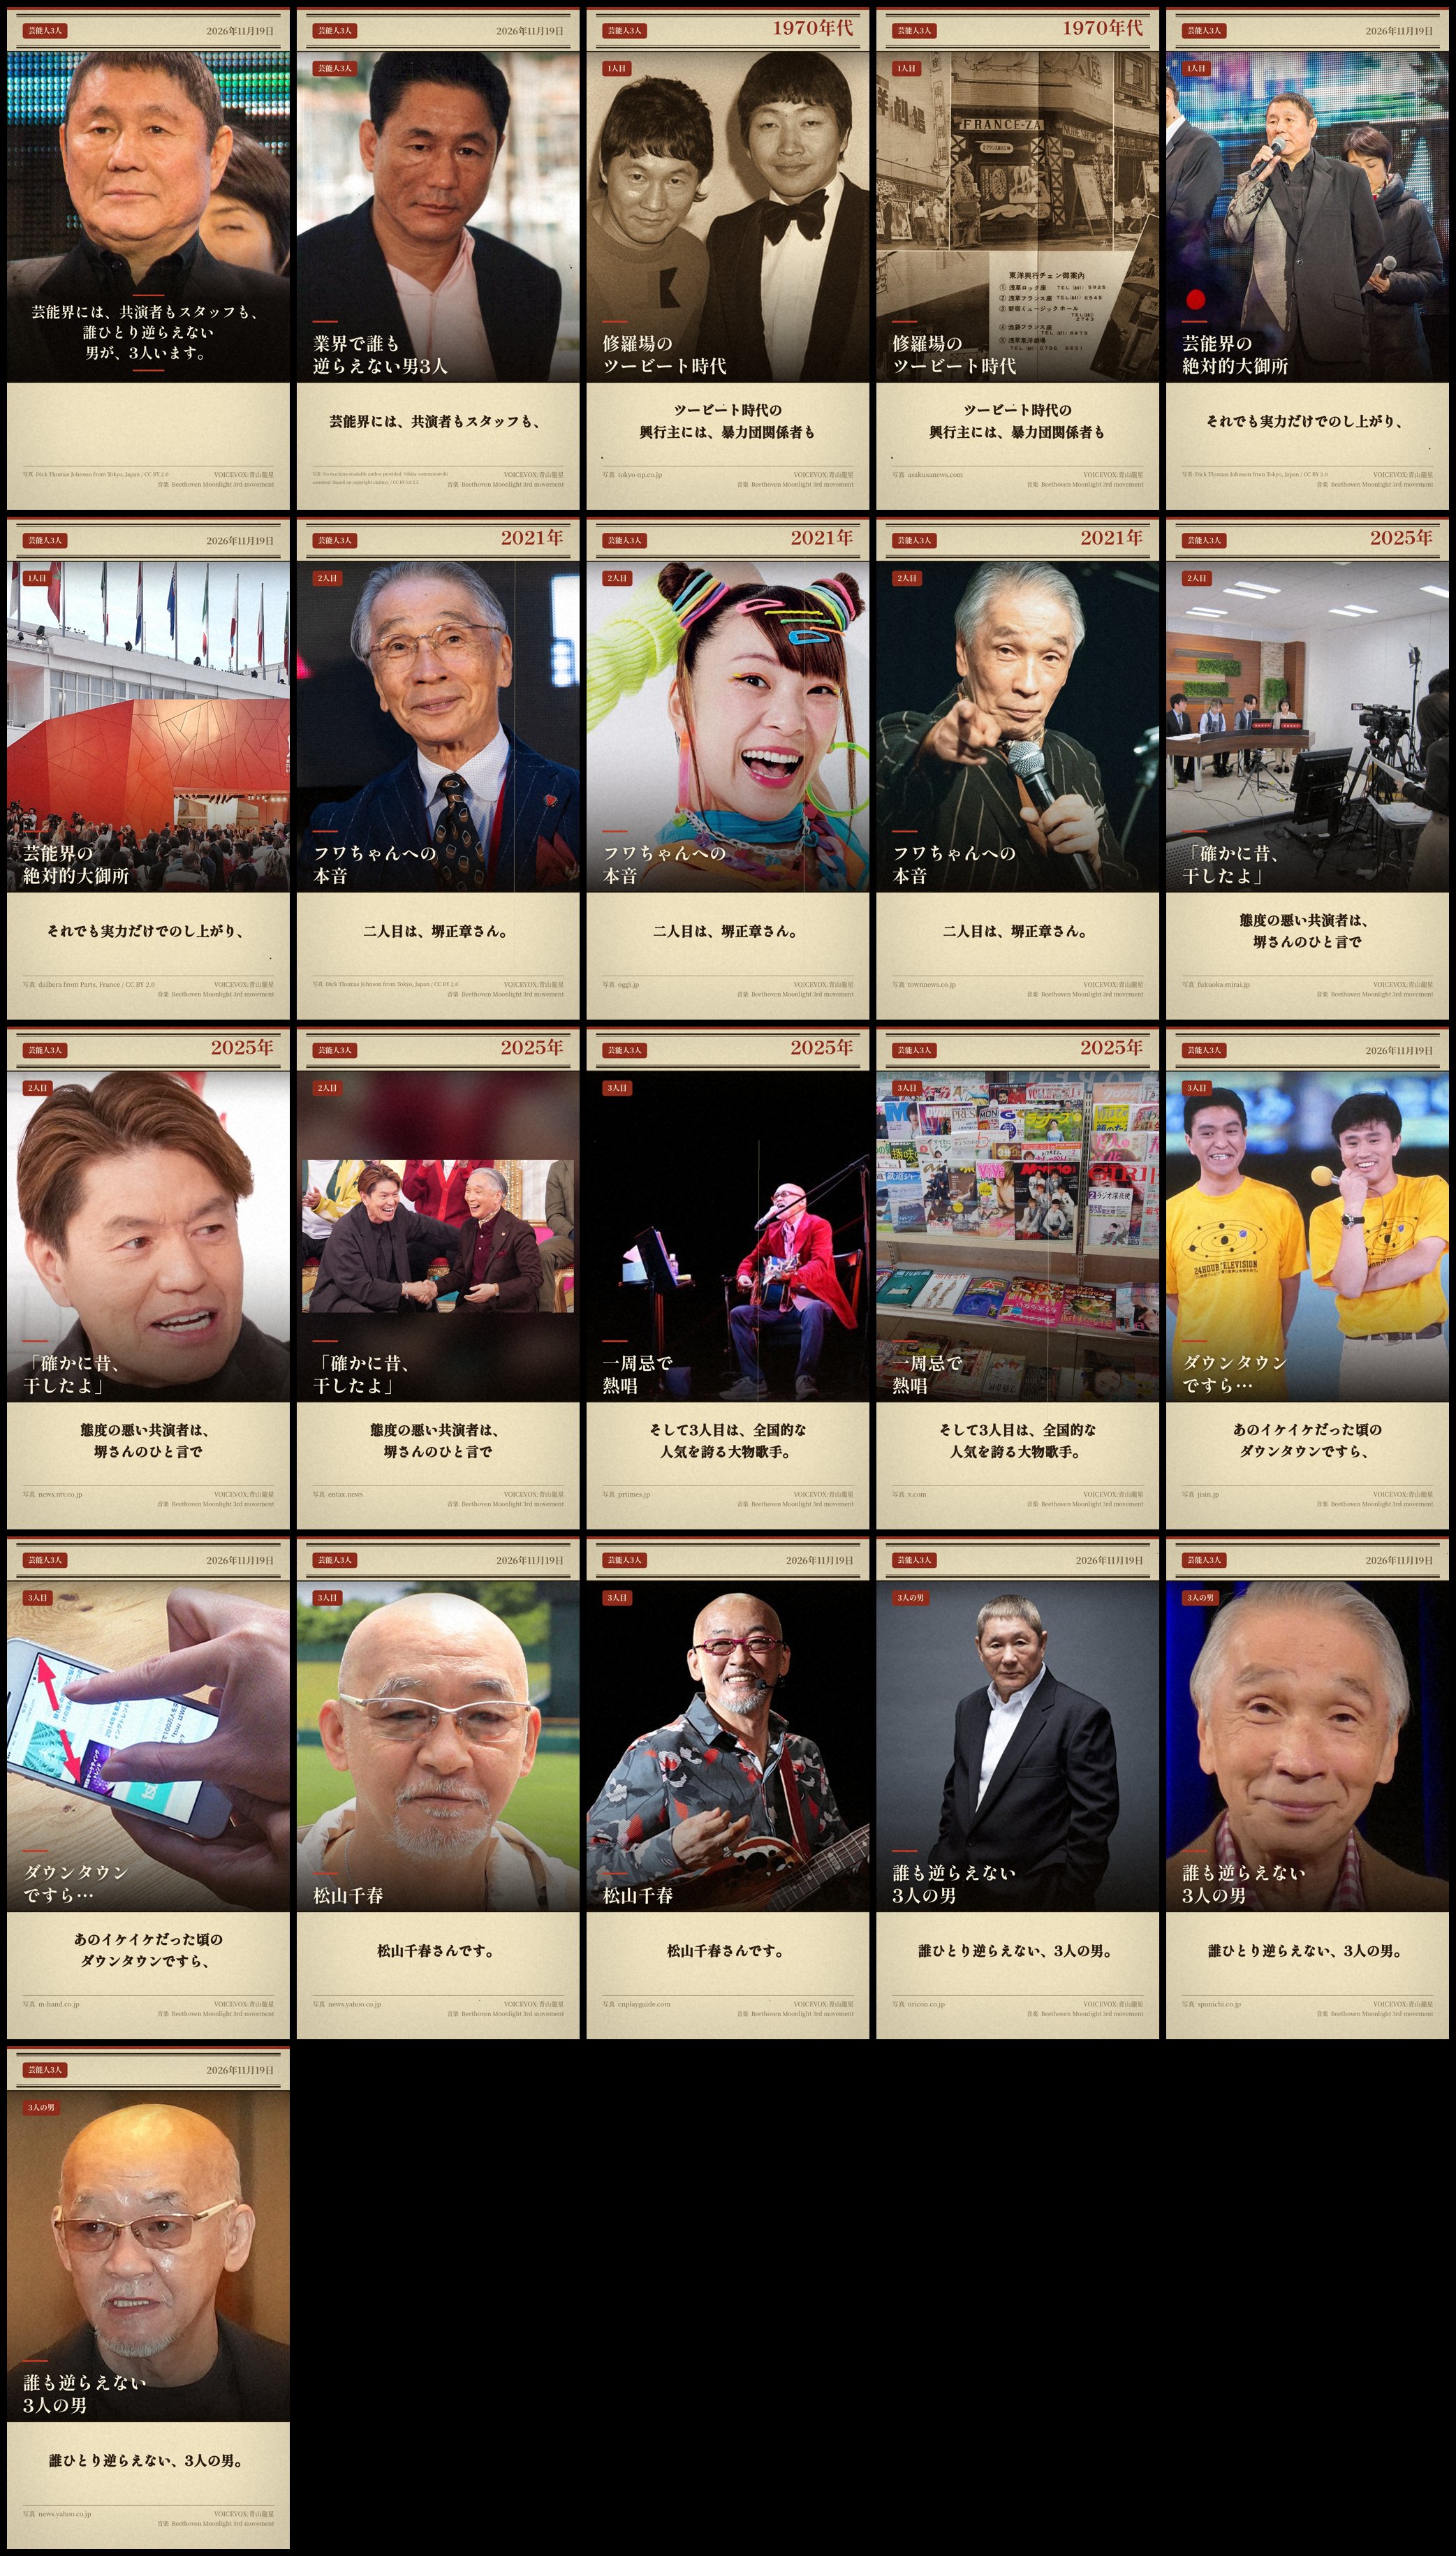 芸能人3人
2026年11月19日
芸能界には、共演者もスタッフも、
誰ひとり逆らえない
男が、3人います。
写真 Dick Thomas Johnson from Tokyo, Japan / CC BY 2.0
VOICEVOX:青山龍星
音楽 Beethoven Moonlight 3rd movement
芸能人3人
2026年11月19日
芸能人3人
業界で誰も
逆らえない男3人
芸能界には、共演者もスタッフも、
VOICEVOX:青山龍星
音楽 Beethoven Moonlight 3rd movement
芸能人3人
1970年代
1人目
修羅場の
ツービート時代
ツービート時代の
興行主には、暴力団関係者も
写真 tokyo-np.co.jp
VOICEVOX:青山龍星
音楽 Beethoven Moonlight 3rd movement
芸能人3人
1970年代
1人目
FRANCE-ZA
東洋興行チェン御案内
修羅場の
ツービート時代
ツービート時代の
興行主には、暴力団関係者も
写真 asakusanews.com
VOICEVOX:青山龍星
音楽 Beethoven Moonlight 3rd movement
芸能人3人
2026年11月19日
1人目
芸能界の
絶対的大御所
それでも実力だけでのし上がり、
写真 Dick Thomas Johnson from Tokyo, Japan / CC BY 2.0
VOICEVOX:青山龍星
音楽 Beethoven Moonlight 3rd movement
芸能人3人
2026年11月19日
1人目
芸能界の
絶対的大御所
それでも実力だけでのし上がり、
写真 dalbera from Paris, France / CC BY 2.0
VOICEVOX:青山龍星
音楽 Beethoven Moonlight 3rd movement
芸能人3人
2021年
2人目
フワちゃんへの
本音
二人目は、堺正章さん。
写真 Dick Thomas Johnson from Tokyo, Japan / CC BY 2.0
VOICEVOX:青山龍星
音楽 Beethoven Moonlight 3rd movement
芸能人3人
2021年
2人目
フワちゃんへの
本音
二人目は、堺正章さん。
写真 oggi.jp
VOICEVOX:青山龍星
音楽 Beethoven Moonlight 3rd movement
芸能人3人
2021年
2人目
フワちゃんへの
本音
二人目は、堺正章さん。
写真 townnews.co.jp
VOICEVOX:青山龍星
音楽 Beethoven Moonlight 3rd movement
芸能人3人
2025年
2人目
「確かに昔、
干したよ」
態度の悪い共演者は、
堺さんのひと言で
写真 fukuoka-mirai.jp
VOICEVOX:青山龍星
音楽 Beethoven Moonlight 3rd movement
芸能人3人
2025年
2人目
「確かに昔、
干したよ」
態度の悪い共演者は、
堺さんのひと言で
写真 news.ntv.co.jp
VOICEVOX:青山龍星
音楽 Beethoven Moonlight 3rd movement
芸能人3人
2025年
2人目
「確かに昔、
干したよ」
態度の悪い共演者は、
堺さんのひと言で
写真 entax.news
VOICEVOX:青山龍星
音楽 Beethoven Moonlight 3rd movement
芸能人3人
2025年
3人目
一周忌で
熱唱
そして3人目は、全国的な
人気を誇る大物歌手。
写真 prtimes.jp
VOICEVOX:青山龍星
音楽 Beethoven Moonlight 3rd movement
芸能人3人
2025年
3人目
一周忌で
熱唱
そして3人目は、全国的な
人気を誇る大物歌手。
写真 x.com
VOICEVOX:青山龍星
音楽 Beethoven Moonlight 3rd movement
芸能人3人
2026年11月19日
3人目
24HOUR TELEVISION
ダウンタウン
ですら…
あのイケイケだった頃の
ダウンタウンですら、
写真 jisin.jp
VOICEVOX:青山龍星
音楽 Beethoven Moonlight 3rd movement
芸能人3人
2026年11月19日
3人目
ダウンタウン
ですら…
あのイケイケだった頃の
ダウンタウンですら、
写真 m-hand.co.jp
VOICEVOX:青山龍星
音楽 Beethoven Moonlight 3rd movement
芸能人3人
2026年11月19日
3人目
松山千春
松山千春さんです。
写真 news.yahoo.co.jp
VOICEVOX:青山龍星
音楽 Beethoven Moonlight 3rd movement
芸能人3人
2026年11月19日
3人目
松山千春
松山千春さんです。
写真 cnplayguide.com
VOICEVOX:青山龍星
音楽 Beethoven Moonlight 3rd movement
芸能人3人
2026年11月19日
3人の男
誰も逆らえない
3人の男
誰ひとり逆らえない、3人の男。
写真 oricon.co.jp
VOICEVOX:青山龍星
音楽 Beethoven Moonlight 3rd movement
芸能人3人
2026年11月19日
3人の男
誰も逆らえない
3人の男
誰ひとり逆らえない、3人の男。
写真 sponichi.co.jp
VOICEVOX:青山龍星
音楽 Beethoven Moonlight 3rd movement
芸能人3人
2026年11月19日
3人の男
誰も逆らえない
3人の男
誰ひとり逆らえない、3人の男。
写真 news.yahoo.co.jp
VOICEVOX:青山龍星
音楽 Beethoven Moonlight 3rd movement